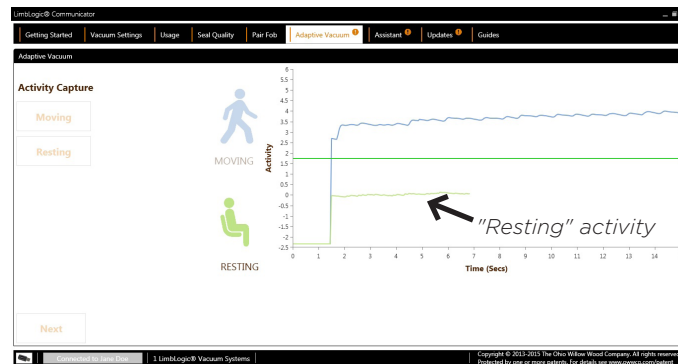 LimbLogic® Communicator
Getting Started Vacuum Settings Usage Seal Quality Pair Fob Adaptive Vacuum ! Assistant ! Updates ! Guides
Adaptive Vacuum
Activity Capture
Moving
Resting
MOVING
RESTING
Activity
6
5.5
5
4.5
4
3.5
3
2.5
2
1.5
1
0.5
0
-0.5
-1
-1.5
-2
-2.5
0 1 2 3 4 5 6 7 8 9 10 11 12 13 14
Time (Secs)
"Resting" activity
Next
Connected to Jane Doe 1 LimbLogic® Vacuum Systems
Copyright © 2013-2015 The Ohio Willow Wood Company. All rights reserved
Protected by one or more patents. For details see www.owwco.com/patent